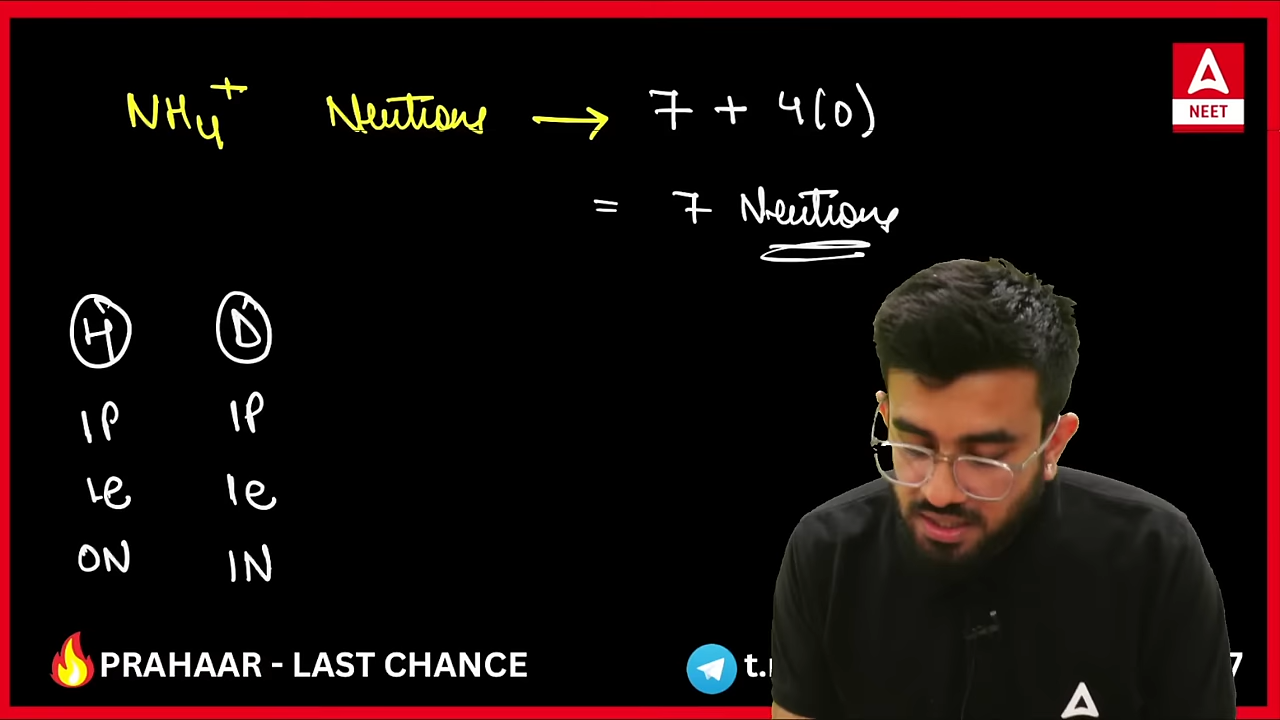 NH4+ Neutrons → 7 + 4(0)
= 7 Neutrons
NEET
H D
1P 1P
1e 1e
0N 1N
PRAHAAR - LAST CHANCE